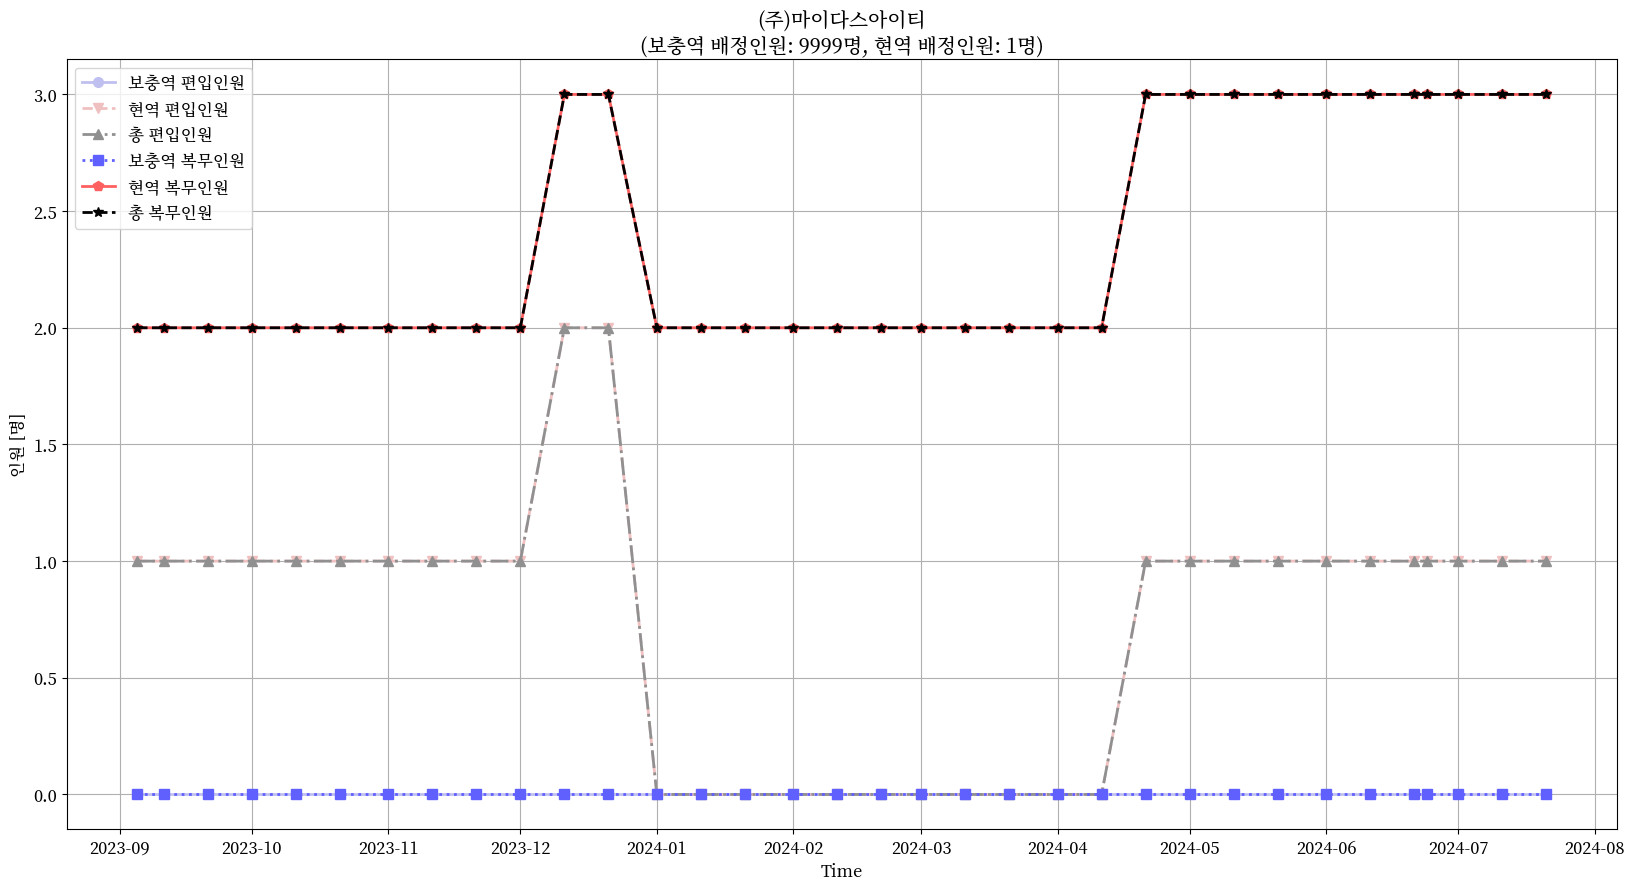 (주)마이다스아이티
(보충역 배정인원: 9999명, 현역 배정인원: 1명)
보충역 편입인원
현역 편입인원
총 편입인원
보충역 복무인원
현역 복무인원
총 복무인원
인원 [명]
3.0
2.5
2.0
1.5
1.0
0.5
0.0
2023-09 2023-10 2023-11 2023-12 2024-01 2024-02 2024-03 2024-04 2024-05 2024-06 2024-07 2024-08
Time